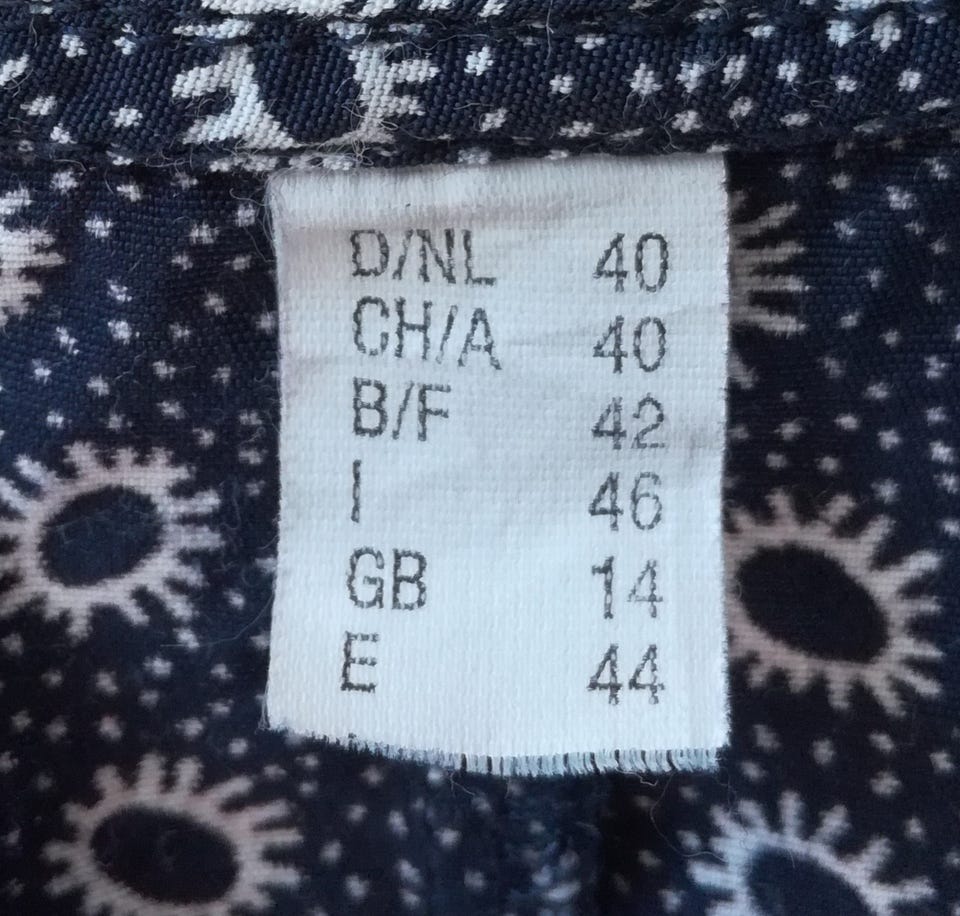 D/NL 40
CH/A 40
B/F 42
I 46
GB 14
E 44